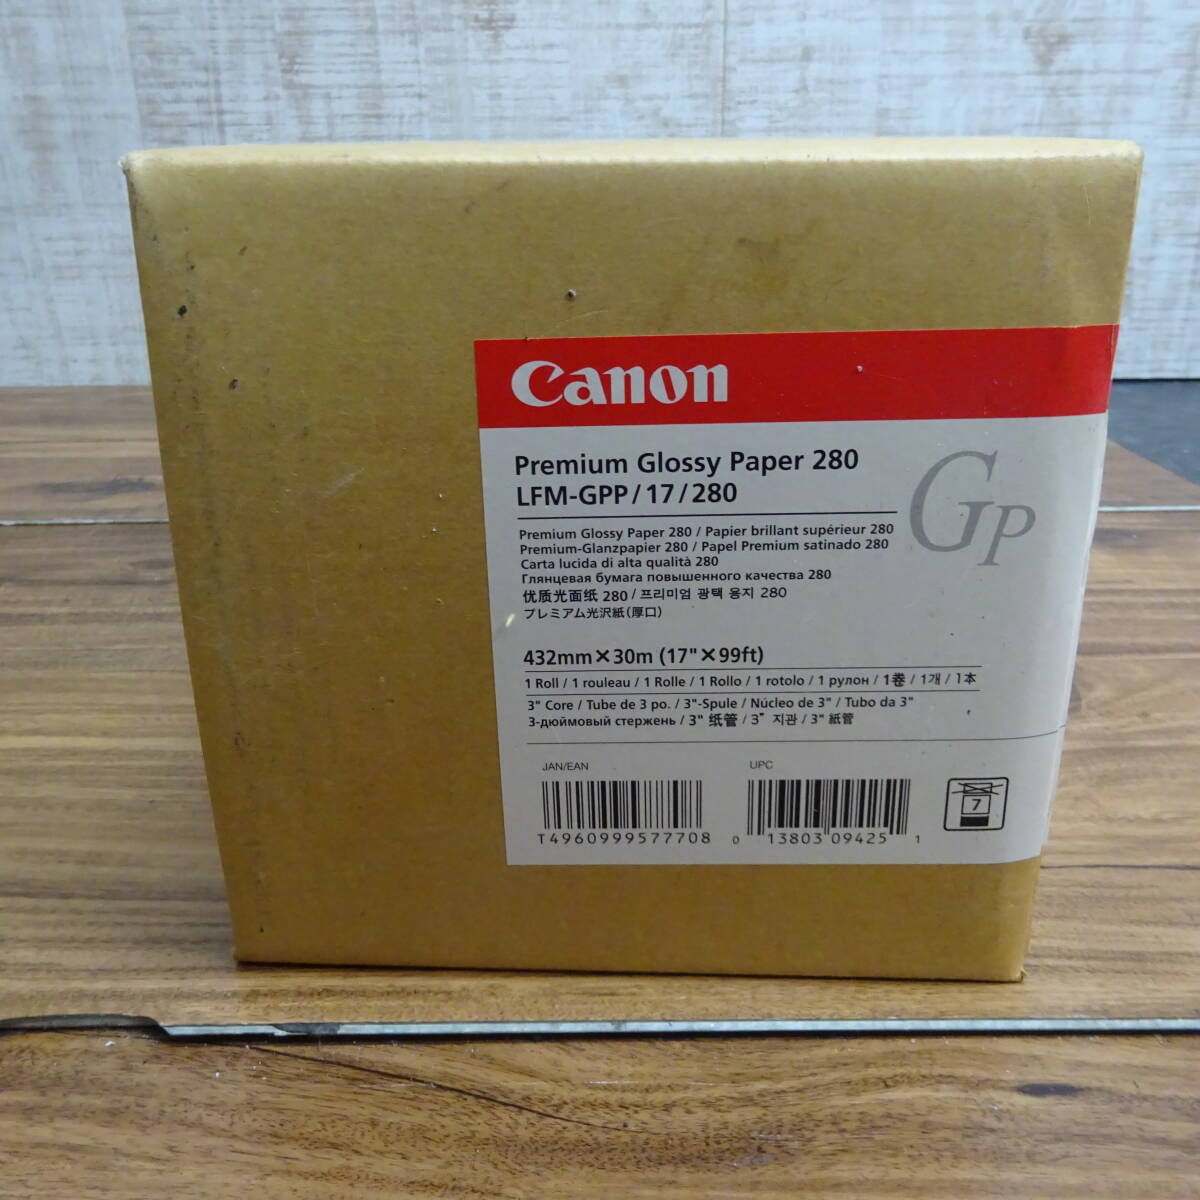 Canon
Premium Glossy Paper 280
LFM-GPP/17/280
GP
Premium Glossy Paper 280 / Papier brillant supérieur 280
Premium-Glanzpapier 280 / Papel Premium satinado 280
Carta lucida di alta qualità 280
Глянцевая бумага повышенного качества 280
优质光面纸 280 / 프리미엄 광택 용지 280
プレミアム光沢紙(厚口)
432mm×30m (17"×99ft)
1 Roll / 1 rouleau / 1 Rolle / 1 Rollo / 1 rotolo / 1 рулон / 1巻 / 1개 / 1本
3" Core / Tube de 3 po. / 3"-Spule / Núcleo de 3" / Tubo da 3"
3-дюймовый стержень / 3" 纸管 / 3" 지관 / 3" 紙管
JAN/EAN
UPC
T4960999577708
0 13803 09425 1
7